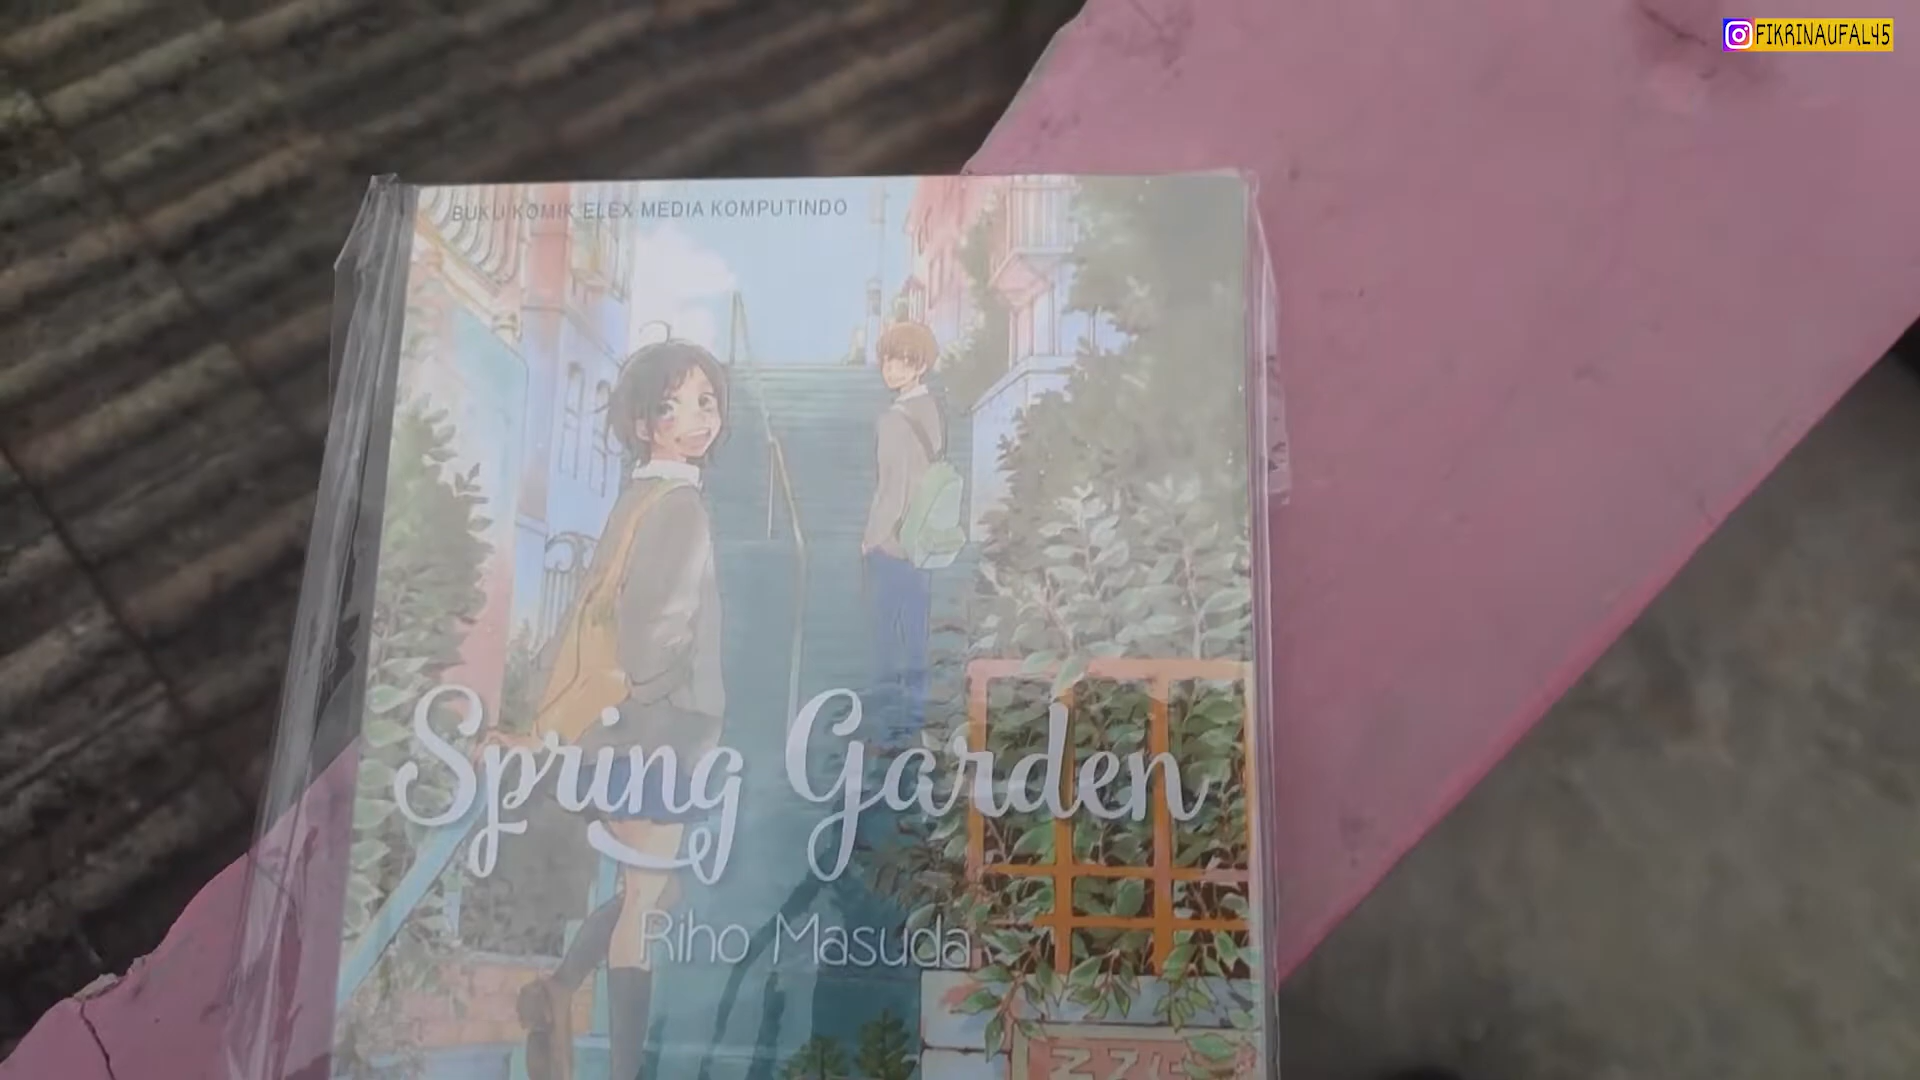 FIKRINAUFAL45
BUKU KOMIK ELEX MEDIA KOMPUTINDO
Spring Garden
Riho Masuda